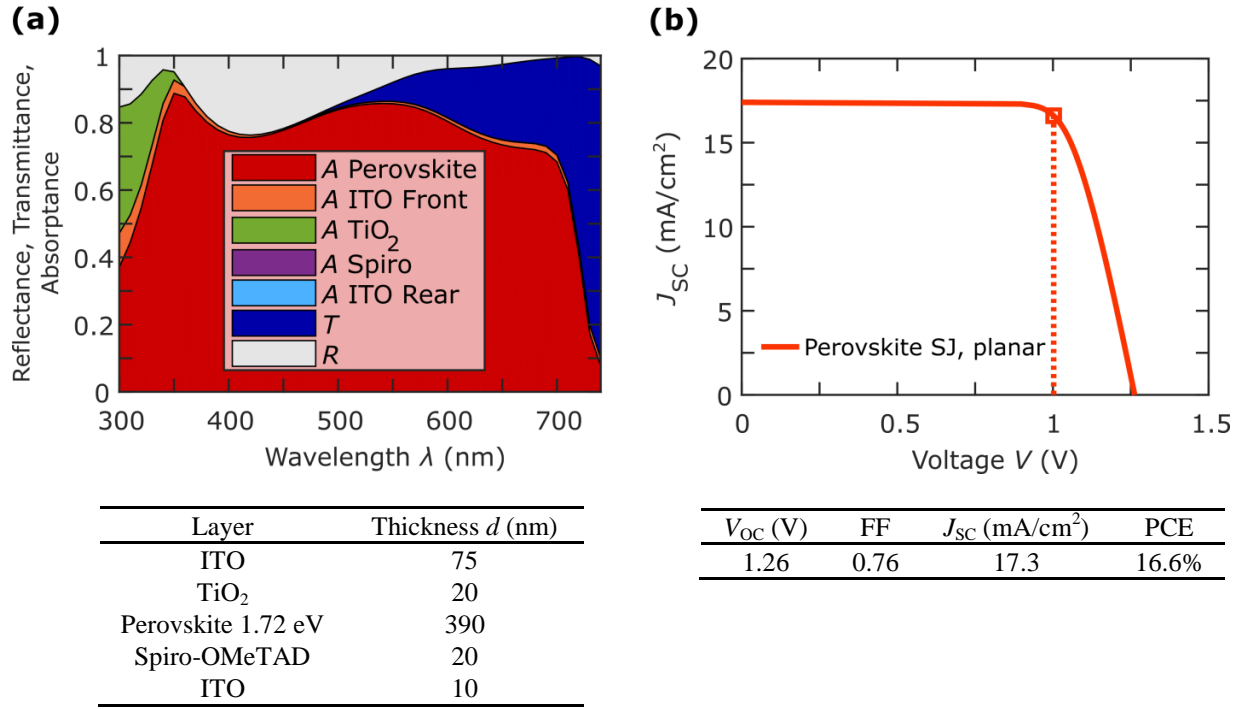 (a)
Reflectance, Transmittance,
Absorptance
1
0.8
0.6
0.4
0.2
0
A Perovskite
A ITO Front
A TiO₂
A Spiro
A ITO Rear
T
R
300 400 500 600 700
Wavelength λ (nm)
Layer Thickness d (nm)
ITO 75
TiO₂ 20
Perovskite 1.72 eV 390
Spiro-OMeTAD 20
ITO 10
(b)
J_SC (mA/cm²)
20
15
10
5
0
Perovskite SJ, planar
0 0.5 1 1.5
Voltage V (V)
V_OC (V) FF J_SC (mA/cm²) PCE
1.26 0.76 17.3 16.6%